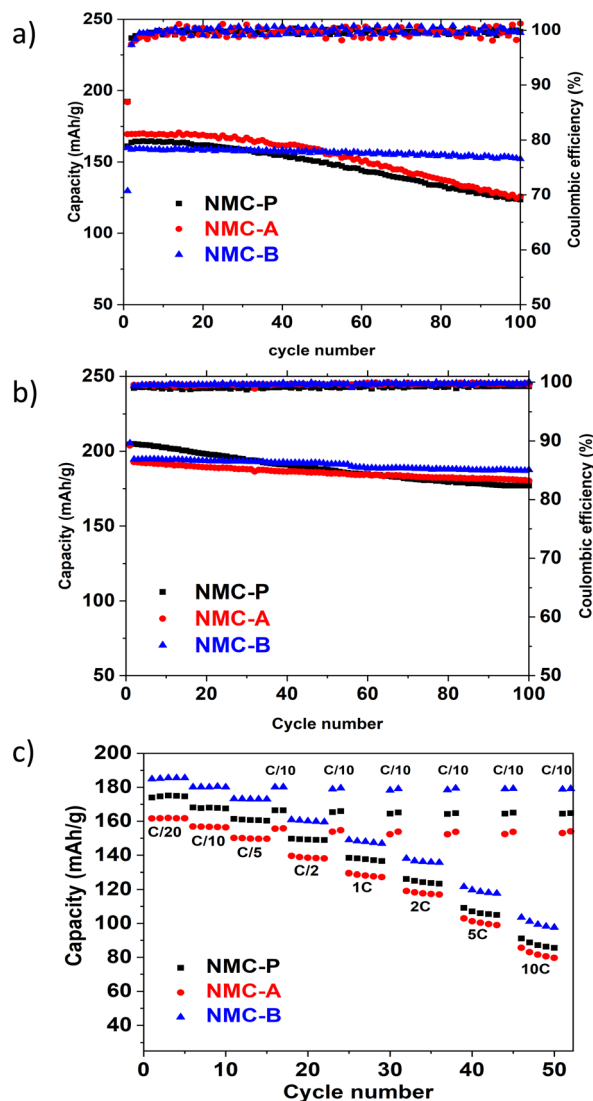 a)
250
200
150
100
50
Capacity (mAh/g)
100
90
80
70
60
50
Coulombic efficiency (%)
NMC-P
NMC-A
NMC-B
0 20 40 60 80 100
cycle number
b)
250
200
150
100
50
Capacity (mAh/g)
100
90
80
70
60
50
Coulombic efficiency (%)
NMC-P
NMC-A
NMC-B
0 20 40 60 80 100
Cycle number
c)
200
180
160
140
120
100
80
60
40
Capacity (mAh/g)
C/10 C/10 C/10 C/10 C/10 C/10
C/20 C/10 C/5 C/2 1C 2C 5C 10C
NMC-P
NMC-A
NMC-B
0 10 20 30 40 50
Cycle number